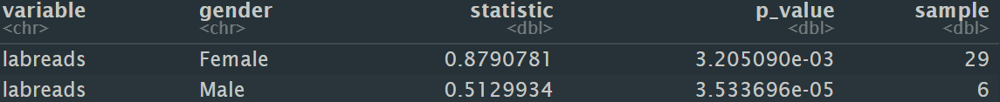 variable gender statistic p_value sample
<chr> <chr> <dbl> <dbl> <dbl>
labreads Female 0.8790781 3.205090e-03 29
labreads Male 0.5129934 3.533696e-05 6